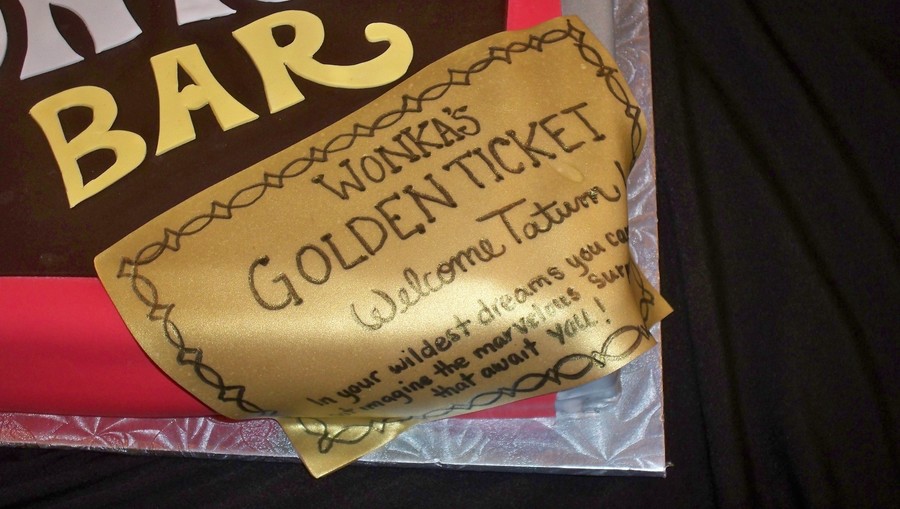 BAR
WONKA'S
GOLDEN TICKET
Welcome Tatum!
In your wildest dreams you
imagine the marvelous
that await YOU!